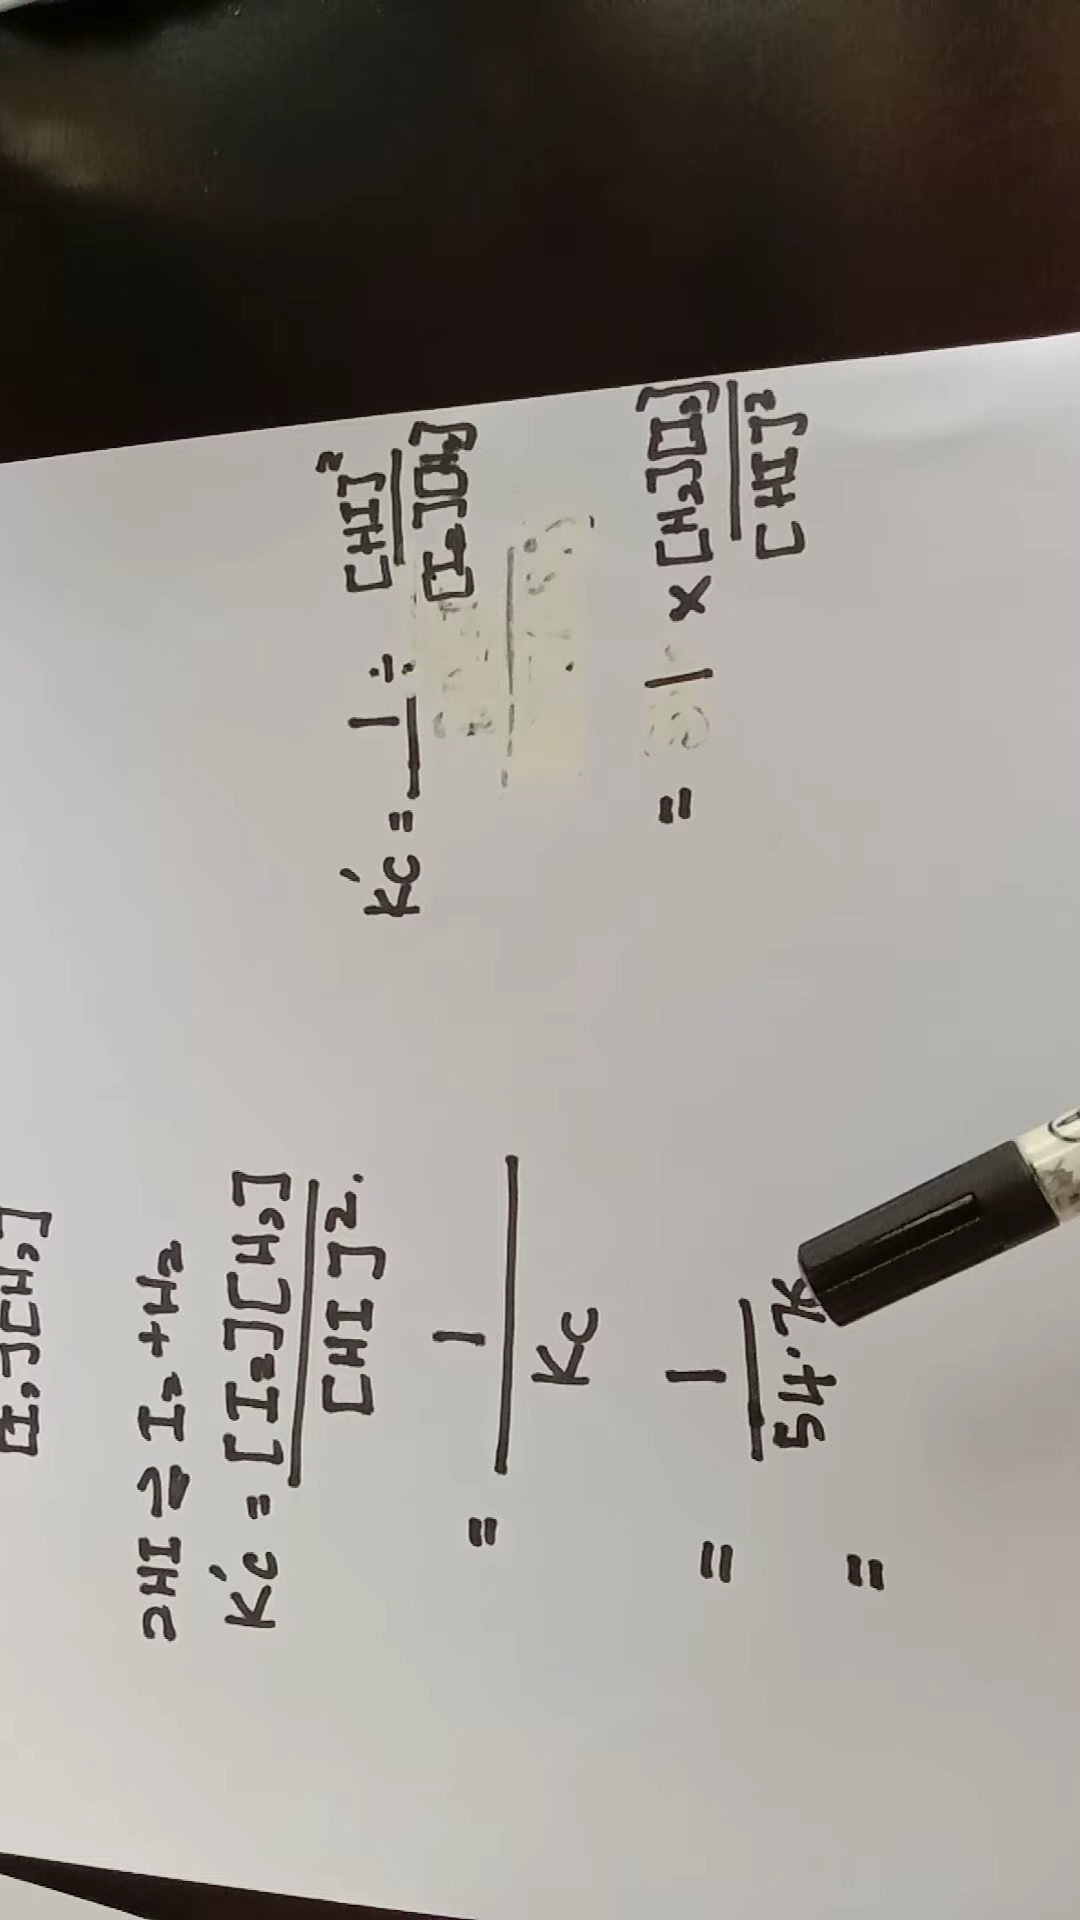 [I₂][H₂]
2HI ⇌ I₂ + H₂
K'c = [I₂][H₂]
[HI]².
= 1
Kc
= 1
54.76
=
K'c = 1 ÷ [HI]²
[I₂][H₂]
= 1 × [H₂][I₂]
[HI]²